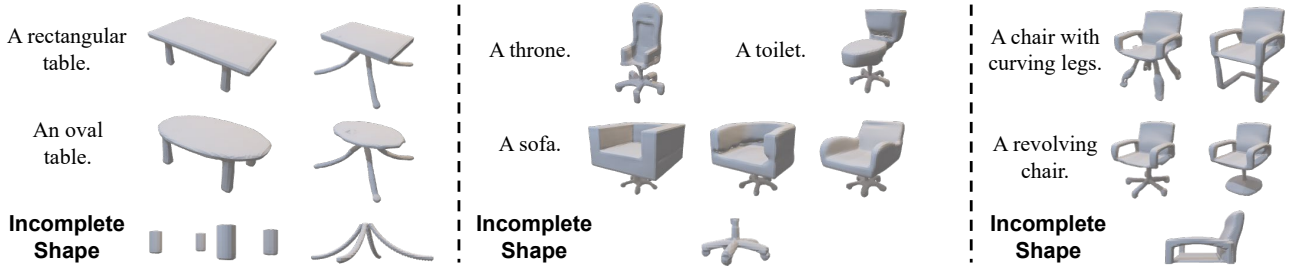 A rectangular
table.
An oval
table.
Incomplete
Shape
A throne.
A toilet.
A sofa.
Incomplete
Shape
A chair with
curving legs.
A revolving
chair.
Incomplete
Shape